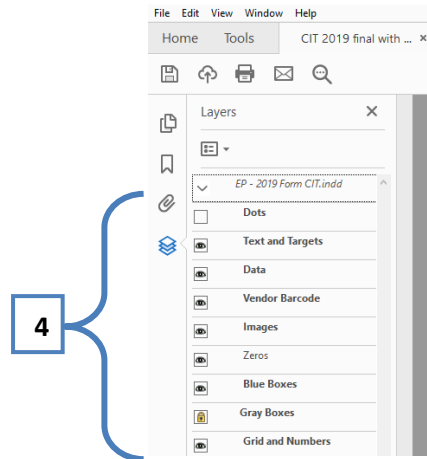 File Edit View Window Help
Home Tools CIT 2019 final with ... ×
Layers
EP - 2019 Form CIT.indd
Dots
Text and Targets
Data
Vendor Barcode
Images
Zeros
Blue Boxes
Gray Boxes
Grid and Numbers
4